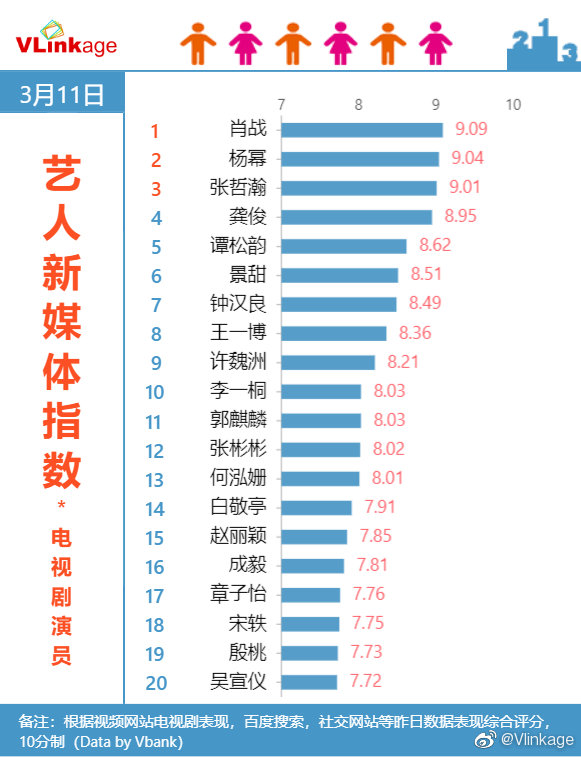 VLinkage
2 1 3
3月11日
艺人新媒体指数
*
电视剧演员
7 8 9 10
1 肖战 9.09
2 杨幂 9.04
3 张哲瀚 9.01
4 龚俊 8.95
5 谭松韵 8.62
6 景甜 8.51
7 钟汉良 8.49
8 王一博 8.36
9 许魏洲 8.21
10 李一桐 8.03
11 郭麒麟 8.03
12 张彬彬 8.02
13 何泓姗 8.01
14 白敬亭 7.91
15 赵丽颖 7.85
16 成毅 7.81
17 章子怡 7.76
18 宋轶 7.75
19 殷桃 7.73
20 吴宣仪 7.72
备注：根据视频网站电视剧表现，百度搜索，社交网站等昨日数据表现综合评分，
10分制（Data by Vbank）
@Vlinkage